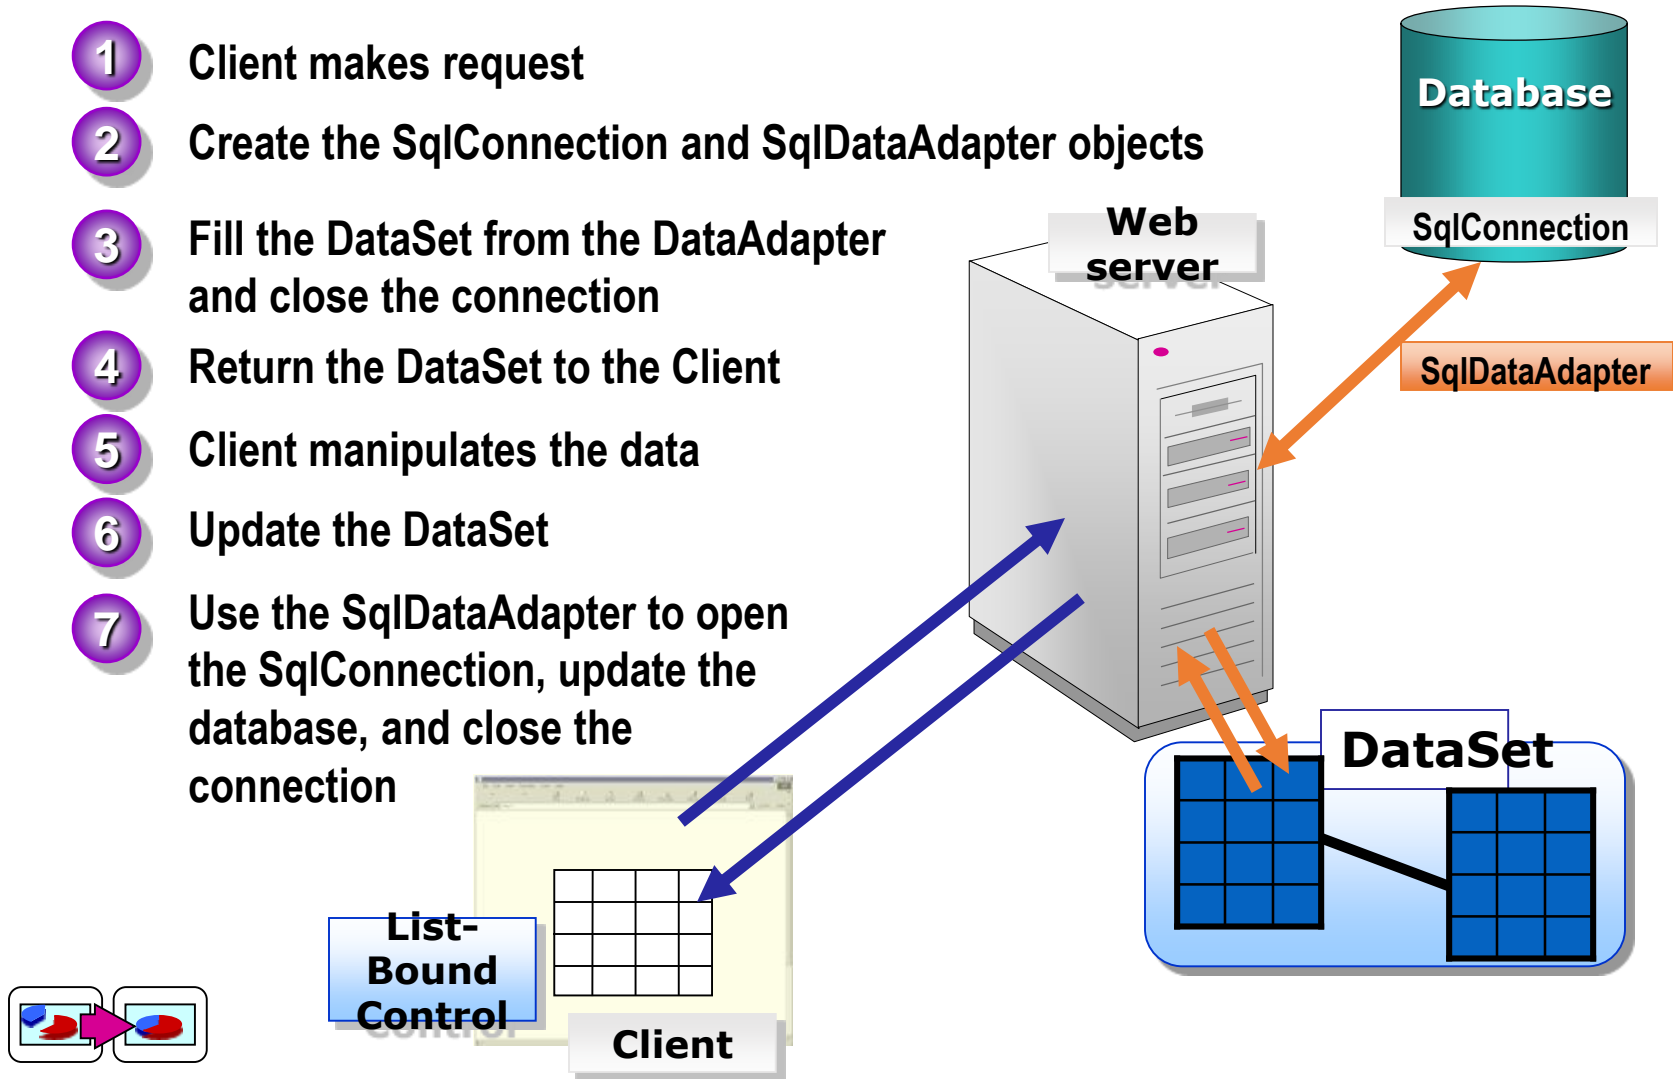 1 Client makes request
2 Create the SqlConnection and SqlDataAdapter objects
3 Fill the DataSet from the DataAdapter
and close the connection
4 Return the DataSet to the Client
5 Client manipulates the data
6 Update the DataSet
7 Use the SqlDataAdapter to open
the SqlConnection, update the
database, and close the
connection
Database
SqlConnection
Web
server
SqlDataAdapter
DataSet
List-
Bound
Control
Client